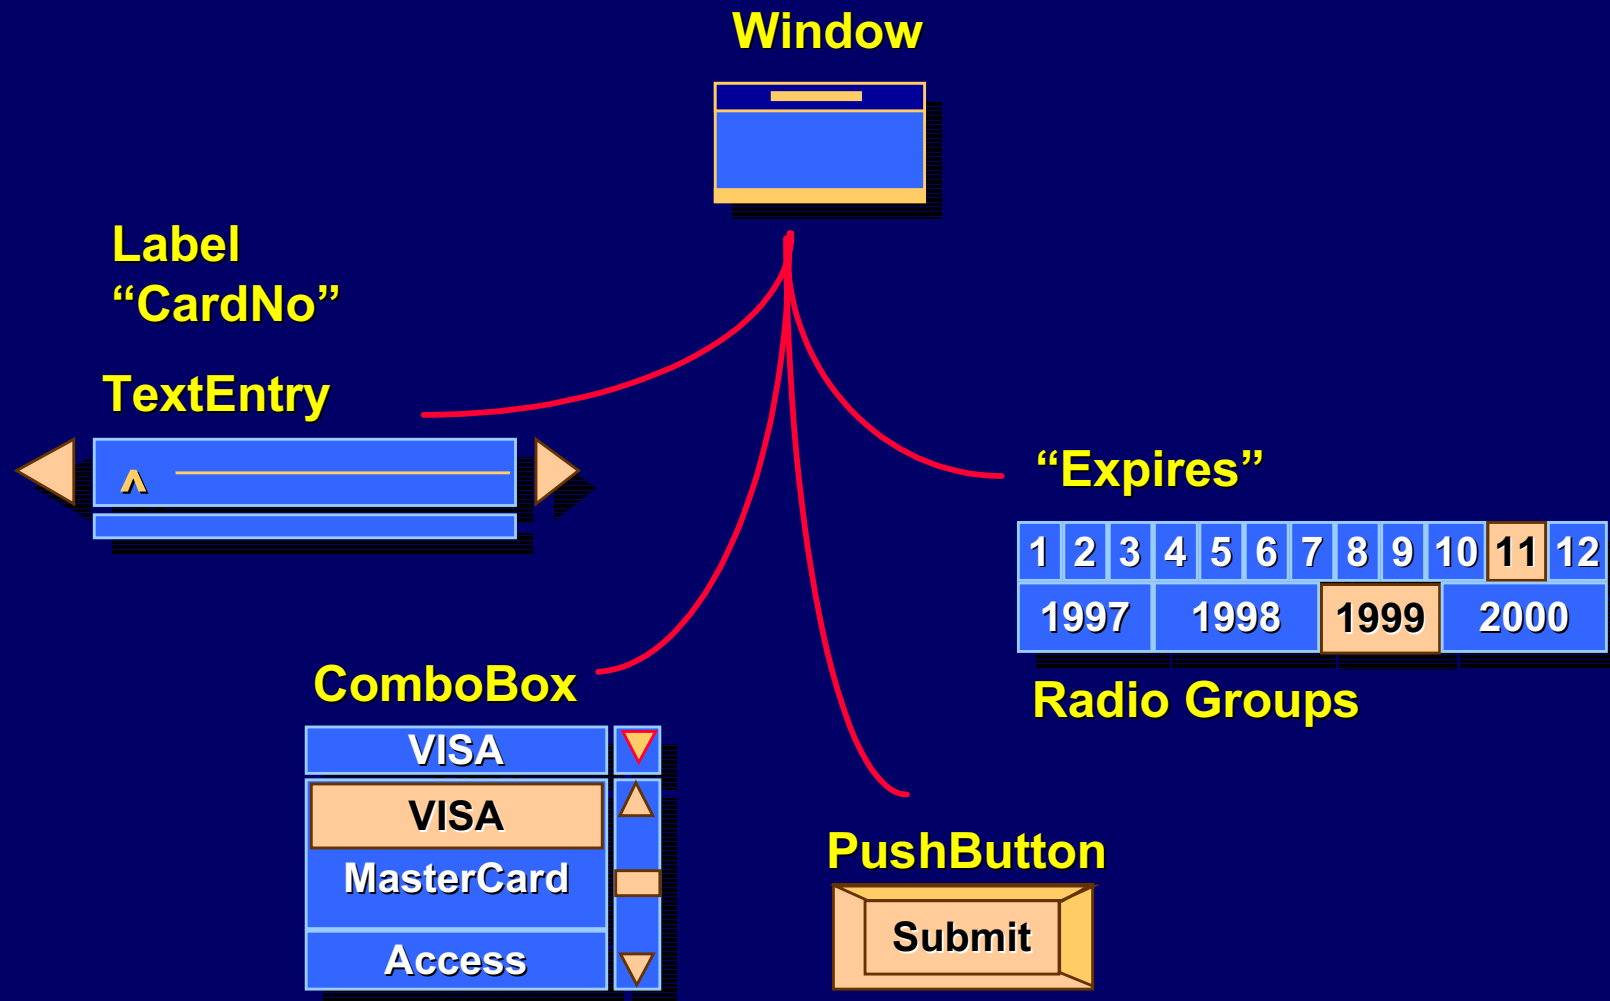 Window
Label
“CardNo”
TextEntry
^
“Expires”
1 2 3 4 5 6 7 8 9 10 11 12
1997 1998 1999 2000
Radio Groups
ComboBox
VISA
VISA
MasterCard
Access
PushButton
Submit